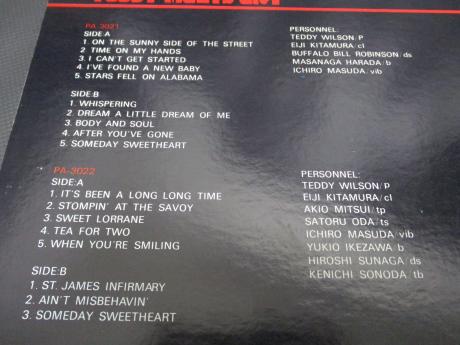 PA-3021
SIDE A
1. ON THE SUNNY SIDE OF THE STREET
2. TIME ON MY HANDS
3. I CAN'T GET STARTED
4. I'VE FOUND A NEW BABY
5. STARS FELL ON ALABAMA
PERSONNEL:
TEDDY WILSON/P
EIJI KITAMURA/cl
BUFFALO BILL ROBINSON/ds
MASANAGA HARADA/b
ICHIRO MASUDA/vib
SIDE:B
1. WHISPERING
2. DREAM A LITTLE DREAM OF ME
3. BODY AND SOUL
4. AFTER YOU'VE GONE
5. SOMEDAY SWEETHEART
PA-3022
SIDE:A
1. IT'S BEEN A LONG LONG TIME
2. STOMPIN' AT THE SAVOY
3. SWEET LORRANE
4. TEA FOR TWO
5. WHEN YOU'RE SMILING
PERSONNEL:
TEDDY WILSON/p
EIJI KITAMURA/cl
AKIO MITSUI/tp
SATORU ODA/ts
ICHIRO MASUDA/vib
YUKIO IKEZAWA/b
HIROSHI SUNAGA/ds
KENICHI SONODA/tb
SIDE:B
1. ST. JAMES INFIRMARY
2. AIN'T MISBEHAVIN'
3. SOMEDAY SWEETHEART